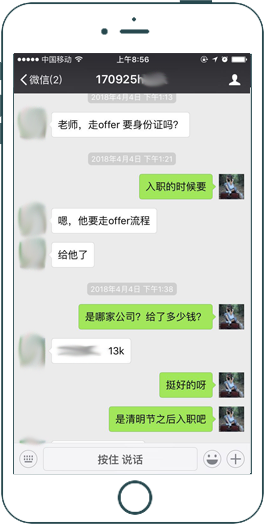 中国移动 上午8:56
微信(2) 170925h
2018年4月4日 下午1:13
老师，走offer 要身份证吗？
2018年4月4日 下午1:21
入职的时候要
嗯，他要走offer流程
给他了
2018年4月4日 下午1:38
是哪家公司？给了多少钱？
13k
挺好的呀
是清明节之后入职吧
按住 说话